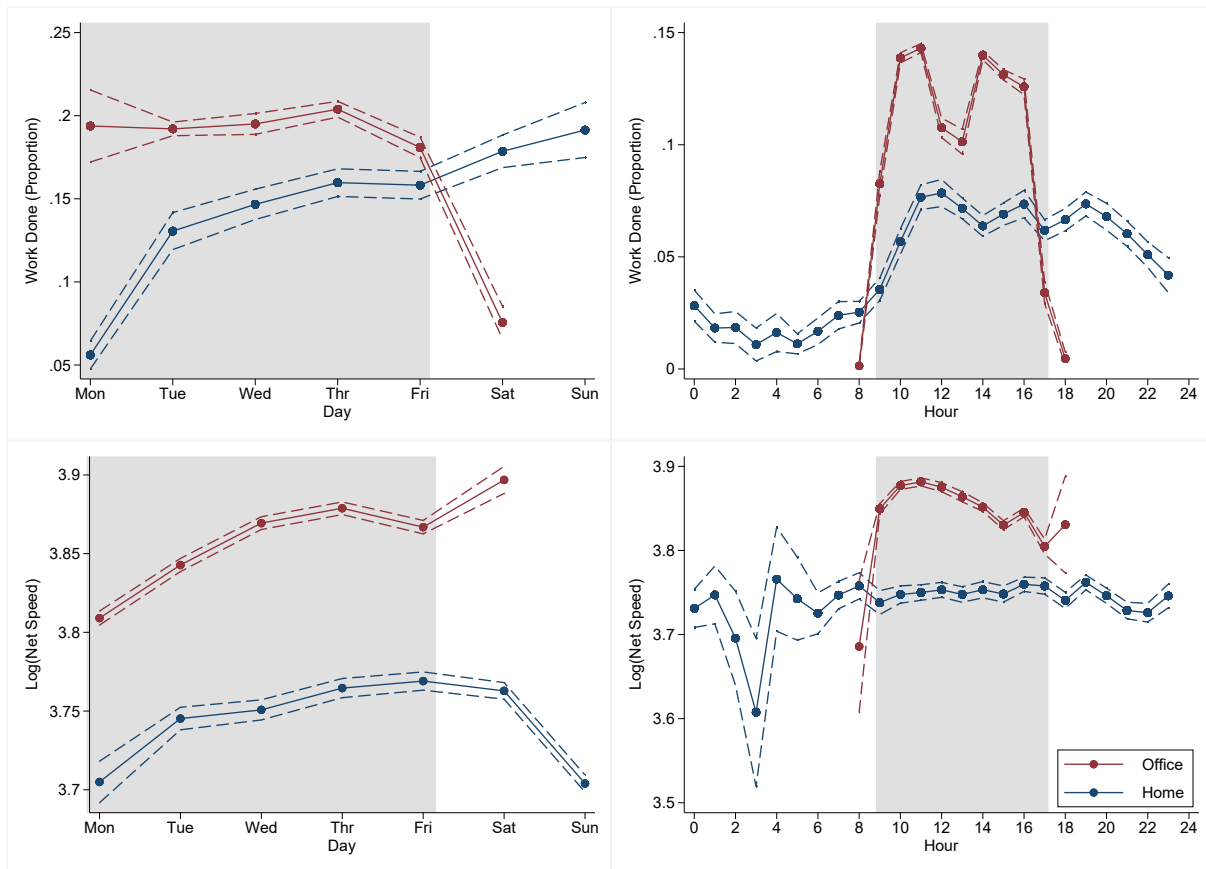 .25
.2
.15
.1
.05
Work Done (Proportion)
Mon Tue Wed Thr Fri Sat Sun
Day
.15
.1
.05
0
Work Done (Proportion)
0 2 4 6 8 10 12 14 16 18 20 22 24
Hour
3.9
3.85
3.8
3.75
3.7
Log(Net Speed)
Mon Tue Wed Thr Fri Sat Sun
Day
3.9
3.8
3.7
3.6
3.5
Log(Net Speed)
0 2 4 6 8 10 12 14 16 18 20 22 24
Hour
Office
Home